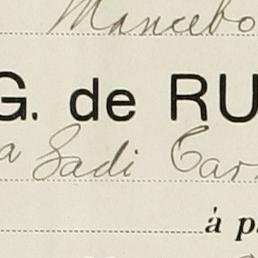 Mancebo
G. de RU
a Sadi Car
à pa